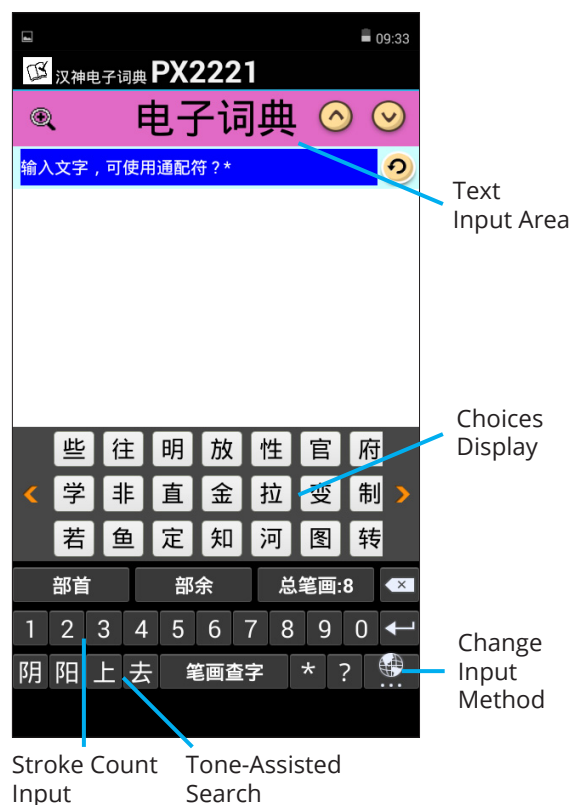 09:33
汉神电子词典 PX2221
电子词典
输入文字，可使用通配符？*
Text
Input Area
Choices
Display
些 往 明 放 性 官 府
学 非 直 金 拉 变 制
若 鱼 定 知 河 图 转
部首 部余 总笔画:8
1 2 3 4 5 6 7 8 9 0
阴 阳 上 去 笔画查字 * ?
Change
Input
Method
Stroke Count
Input
Tone-Assisted
Search